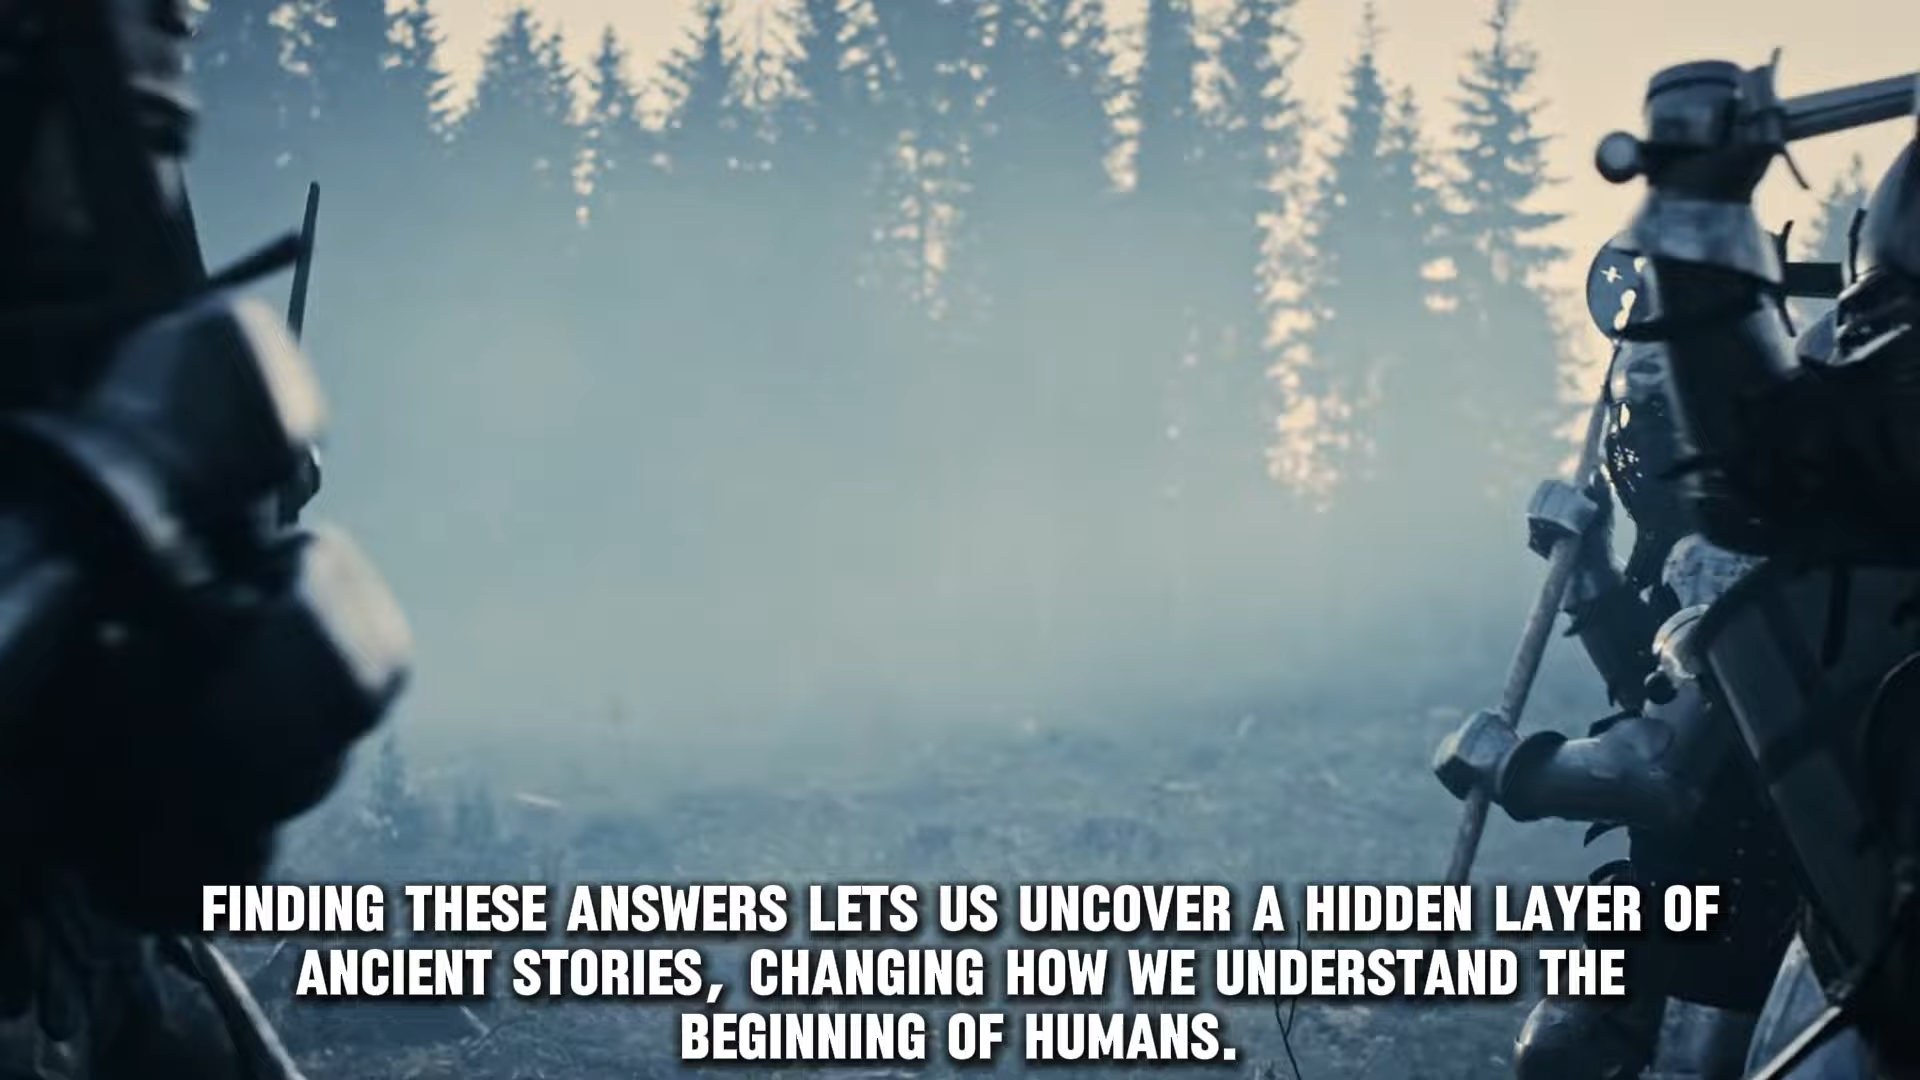 FINDING THESE ANSWERS LETS US UNCOVER A HIDDEN LAYER OF
ANCIENT STORIES, CHANGING HOW WE UNDERSTAND THE
BEGINNING OF HUMANS.